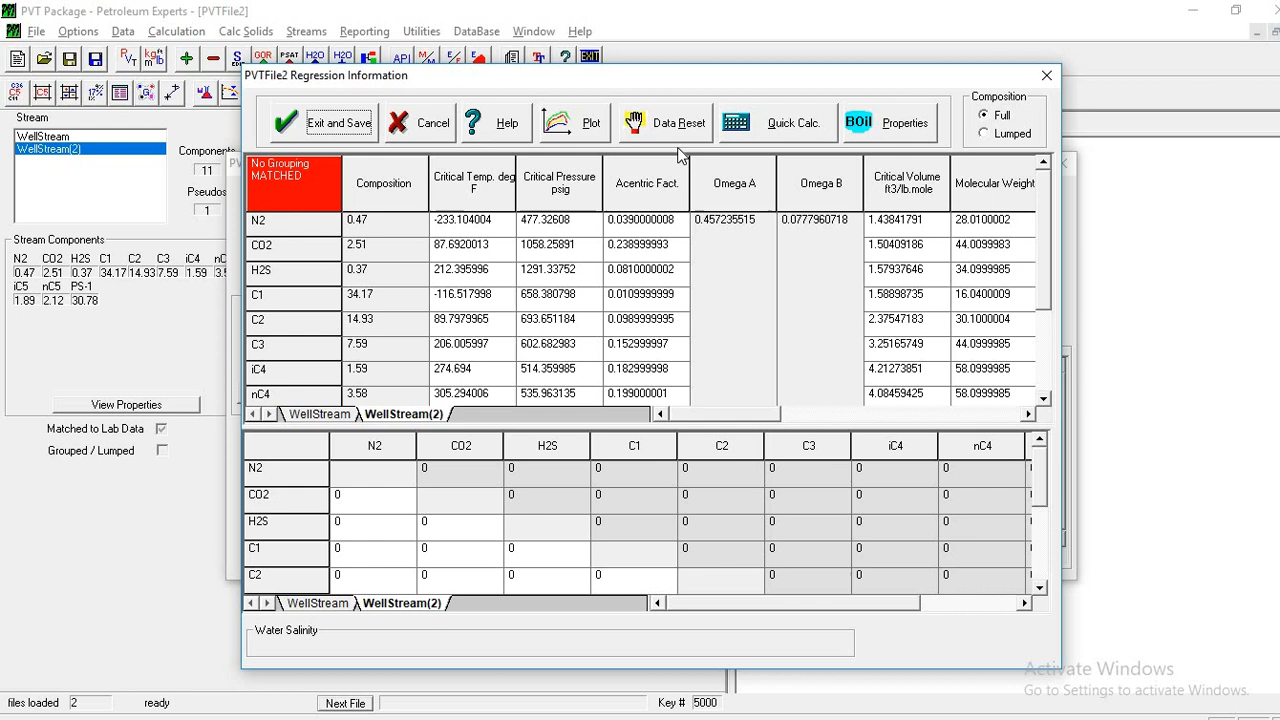 PVT Package - Petroleum Experts - [PVTFile2]
File Options Data Calculation Calc Solids Streams Reporting Utilities Window DataBase Help
PVTFile2 Regression Information
Exit and Save Cancel Help Plot Data Reset Quick Calc. BOil Properties
Composition
Full
Lumped
Stream
WellStream
WellStream(2)
Components
11
Pseudos
1
Stream Components
N2 CO2 H2S C1 C2 C3 iC4
0.47 2.51 0.37 34.17 14.93 7.59 1.59
iC5 nC5 PS-1
1.89 2.12 30.78
View Properties
Matched to Lab Data
Grouped / Lumped
No Grouping
MATCHED
Composition
Critical Temp. deg
F
Critical Pressure
psig
Acentric Fact.
Omega A
Omega B
Critical Volume
ft3/lb.mole
Molecular Weight
N2 0.47 -233.104004 477.32608 0.0390000008 0.457235515 0.0777960718 1.43841791 28.0100002
CO2 2.51 87.6920013 1058.25891 0.238999993 1.50409186 44.0099983
H2S 0.37 212.395996 1291.33752 0.0810000002 1.57937646 34.0999985
C1 34.17 -116.517998 658.380798 0.0109999999 1.58898735 16.0400009
C2 14.93 89.7979965 693.651184 0.0989999995 2.37547183 30.1000004
C3 7.59 206.005997 602.682983 0.152999997 3.25165749 44.0999985
iC4 1.59 274.694 514.359985 0.182999998 4.21273851 58.0999985
nC4 3.58 305.294006 535.963135 0.199000001 4.08459425 58.0999985
WellStream WellStream(2)
N2 CO2 H2S C1 C2 C3 iC4 nC4
N2 0 0 0 0 0 0 0
CO2 0 0 0 0 0 0 0
H2S 0 0 0 0 0 0 0
C1 0 0 0 0 0 0 0
C2 0 0 0 0 0 0 0
WellStream WellStream(2)
Water Salinity
Activate Windows
Go to Settings to activate Windows.
files loaded 2 ready Next File Key # 5000